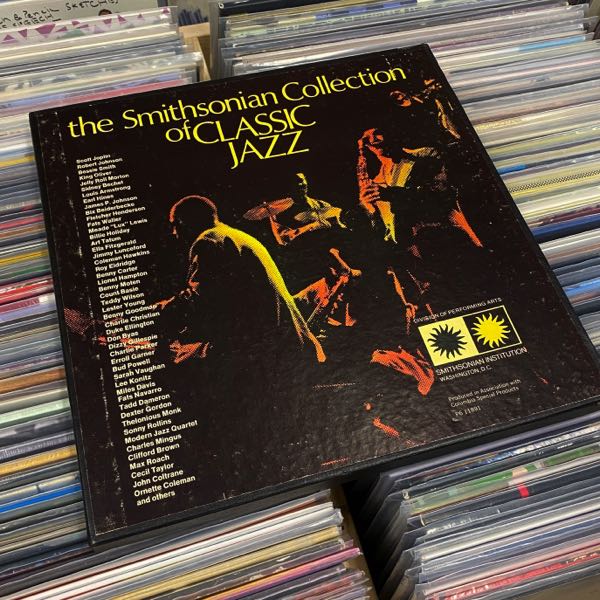 the Smithsonian Collection
of CLASSIC
JAZZ
Scott Joplin
Robert Johnson
Bessie Smith
King Oliver
Jelly Roll Morton
Sidney Bechet
Louis Armstrong
Earl Hines
James P. Johnson
Bix Beiderbecke
Fletcher Henderson
Fats Waller
Meade "Lux" Lewis
Billie Holiday
Art Tatum
Ella Fitzgerald
Jimmy Lunceford
Coleman Hawkins
Roy Eldridge
Benny Carter
Lionel Hampton
Benny Moten
Count Basie
Teddy Wilson
Lester Young
Benny Goodman
Charlie Christian
Duke Ellington
Don Byas
Dizzy Gillespie
Charlie Parker
Erroll Garner
Bud Powell
Sarah Vaughan
Lee Konitz
Miles Davis
Fats Navarro
Tadd Dameron
Dexter Gordon
Thelonious Monk
Sonny Rollins
Modern Jazz Quartet
Charles Mingus
Clifford Brown
Max Roach
Cecil Taylor
John Coltrane
Ornette Coleman
and others
DIVISION OF PERFORMING ARTS
SMITHSONIAN INSTITUTION
WASHINGTON, D.C.
Produced in Association with
Columbia Special Products
P6 11891